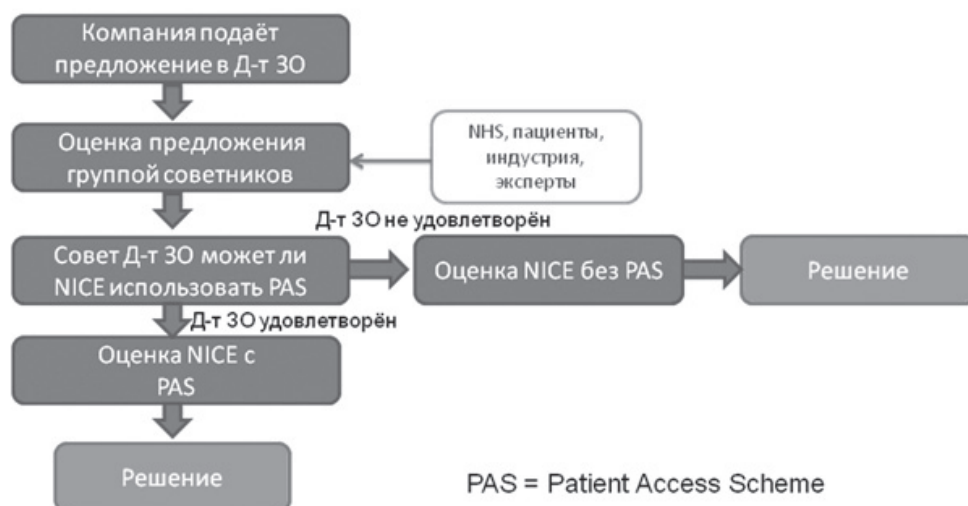 Компания подаёт
предложение в Д-т ЗО
Оценка предложения
группой советников
NHS, пациенты,
индустрия,
эксперты
Д-т ЗО не удовлетворён
Совет Д-т ЗО может ли
NICE использовать PAS
Оценка NICE без PAS
Решение
Д-т ЗО удовлетворён
Оценка NICE с
PAS
Решение
PAS = Patient Access Scheme